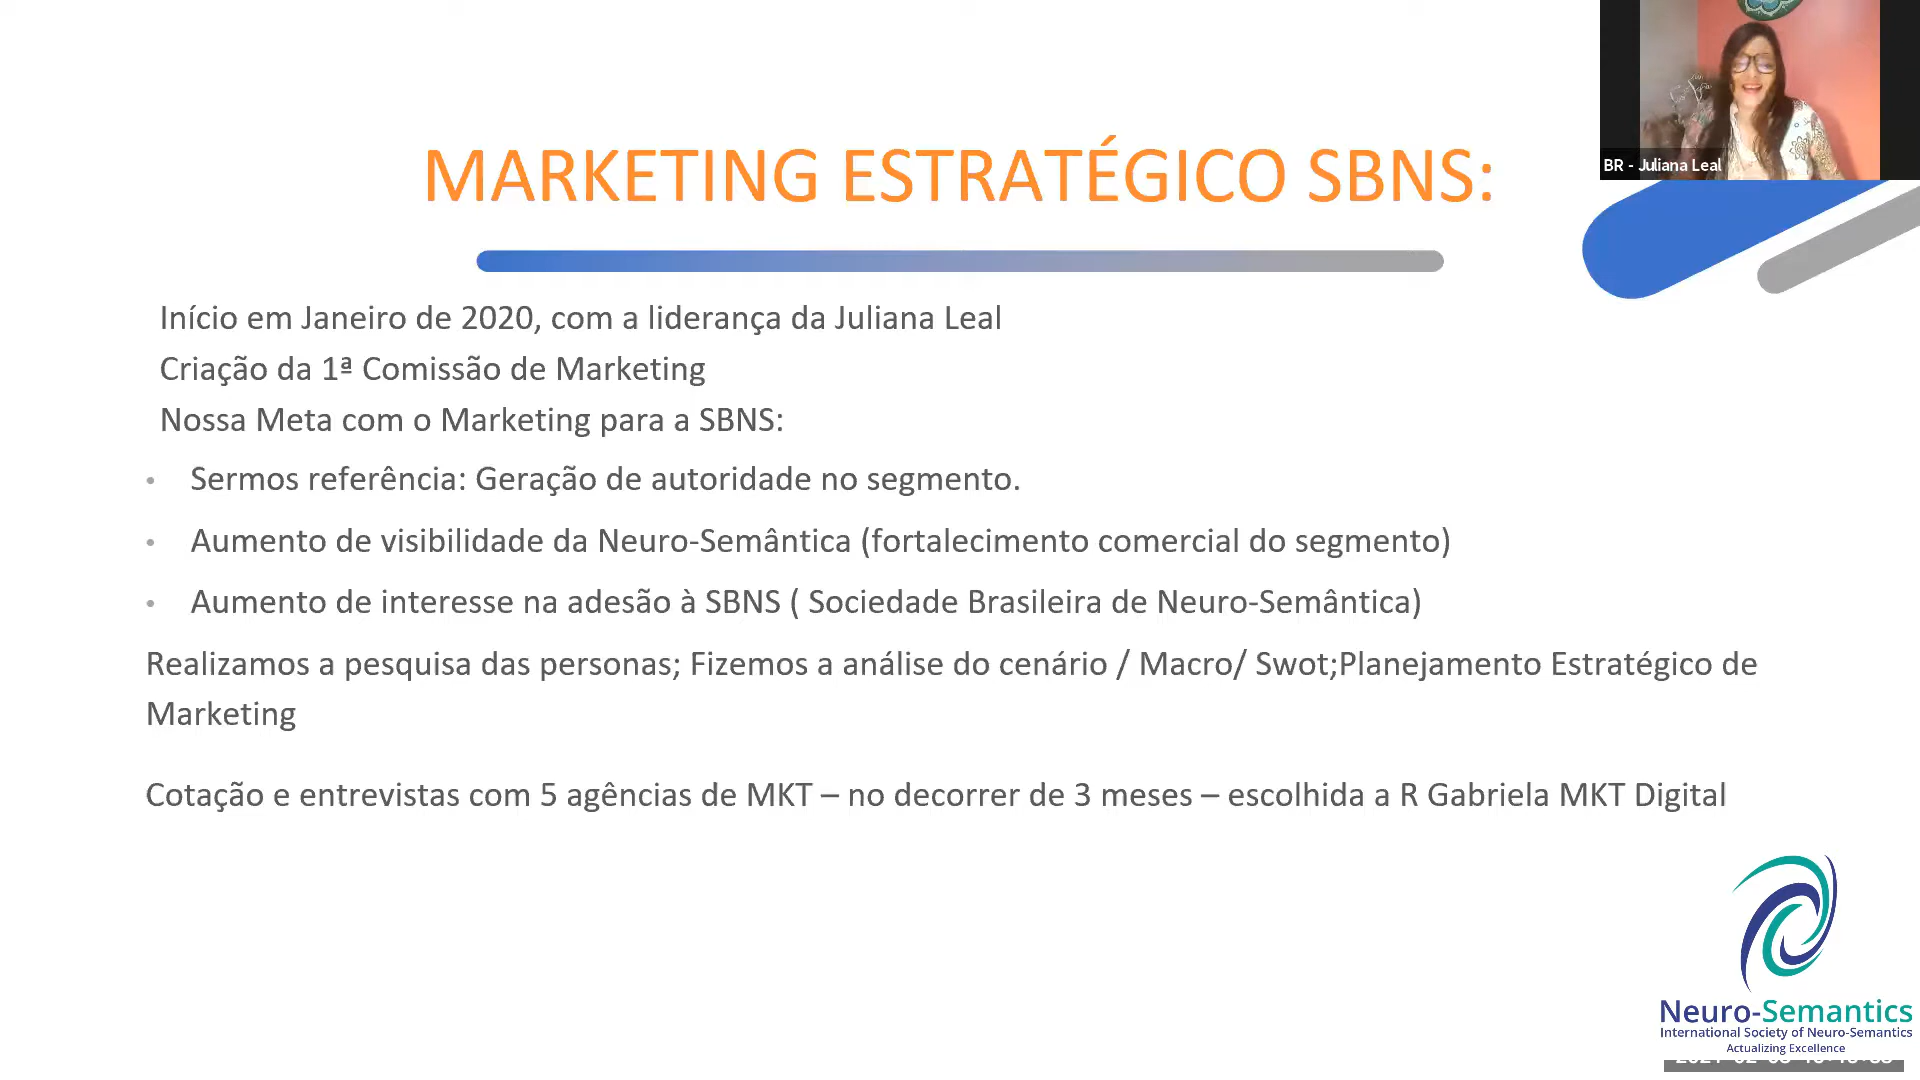 BR - Juliana Leal
MARKETING ESTRATÉGICO SBNS:
Início em Janeiro de 2020, com a liderança da Juliana Leal
Criação da 1ª Comissão de Marketing
Nossa Meta com o Marketing para a SBNS:
• Sermos referência: Geração de autoridade no segmento.
• Aumento de visibilidade da Neuro-Semântica (fortalecimento comercial do segmento)
• Aumento de interesse na adesão à SBNS ( Sociedade Brasileira de Neuro-Semântica)
Realizamos a pesquisa das personas; Fizemos a análise do cenário / Macro/ Swot;Planejamento Estratégico de
Marketing
Cotação e entrevistas com 5 agências de MKT – no decorrer de 3 meses – escolhida a R Gabriela MKT Digital
Neuro-Semantics
International Society of Neuro-Semantics
Actualizing Excellence